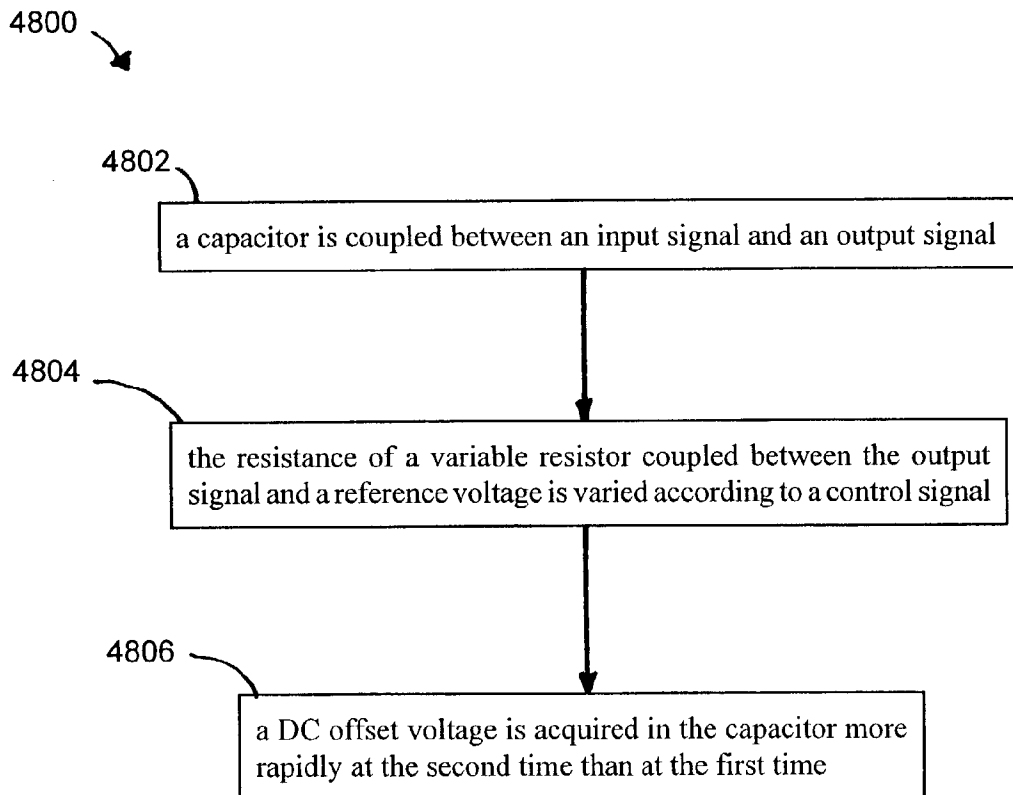 4800
4802
a capacitor is coupled between an input signal and an output signal
4804
the resistance of a variable resistor coupled between the output
signal and a reference voltage is varied according to a control signal
4806
a DC offset voltage is acquired in the capacitor more
rapidly at the second time than at the first time